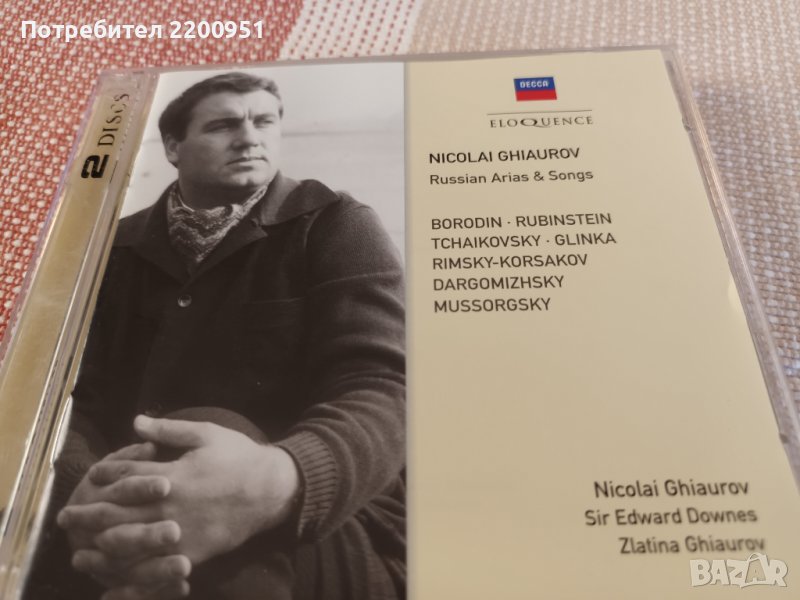 Потребител 2200951
2 DISCS
DECCA
ELOQUENCE
NICOLAI GHIAUROV
Russian Arias & Songs
BORODIN · RUBINSTEIN
TCHAIKOVSKY · GLINKA
RIMSKY-KORSAKOV
DARGOMIZHSKY
MUSSORGSKY
Nicolai Ghiaurov
Sir Edward Downes
Zlatina Ghiaurov
BAZAR